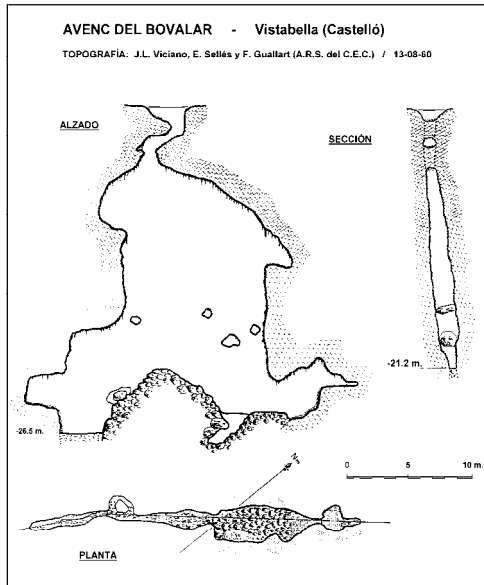 AVENC DEL BOVALAR - Vistabella (Castelló)
TOPOGRAFÍA: J.L. Viciano, E. Sellés y F. Guallart (A.R.S. del C.E.C.) / 13-08-60
ALZADO
SECCIÓN
-21.2 m.
-26.5 m.
Nm
0 5 10 m.
PLANTA